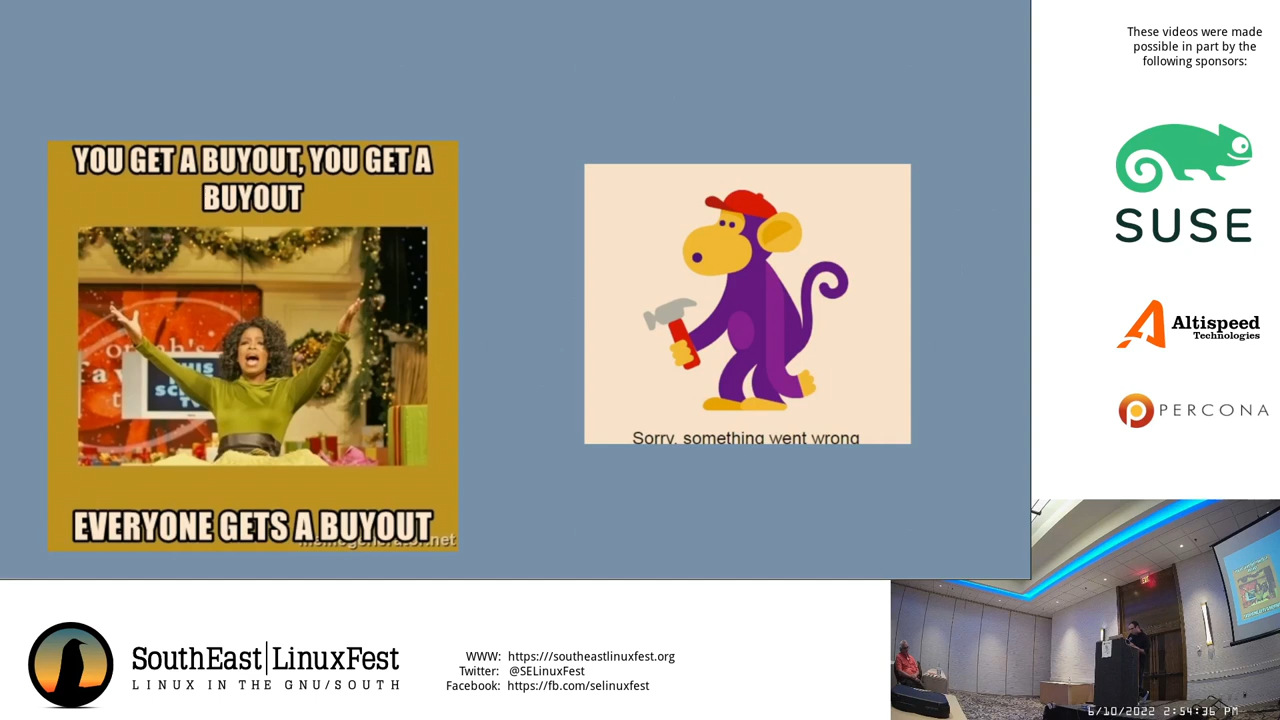 YOU GET A BUYOUT, YOU GET A
BUYOUT
EVERYONE GETS A BUYOUT
memegenerator.net
Sorry, something went wrong
These videos were made
possible in part by the
following sponsors:
SUSE
Altispeed
Technologies
PERCONA
SouthEast LinuxFest
LINUX IN THE GNU/SOUTH
WWW: https:///southeastlinuxfest.org
Twitter: @SELinuxFest
Facebook: https://fb.com/selinuxfest
6/10/2022 2:54:36 PM